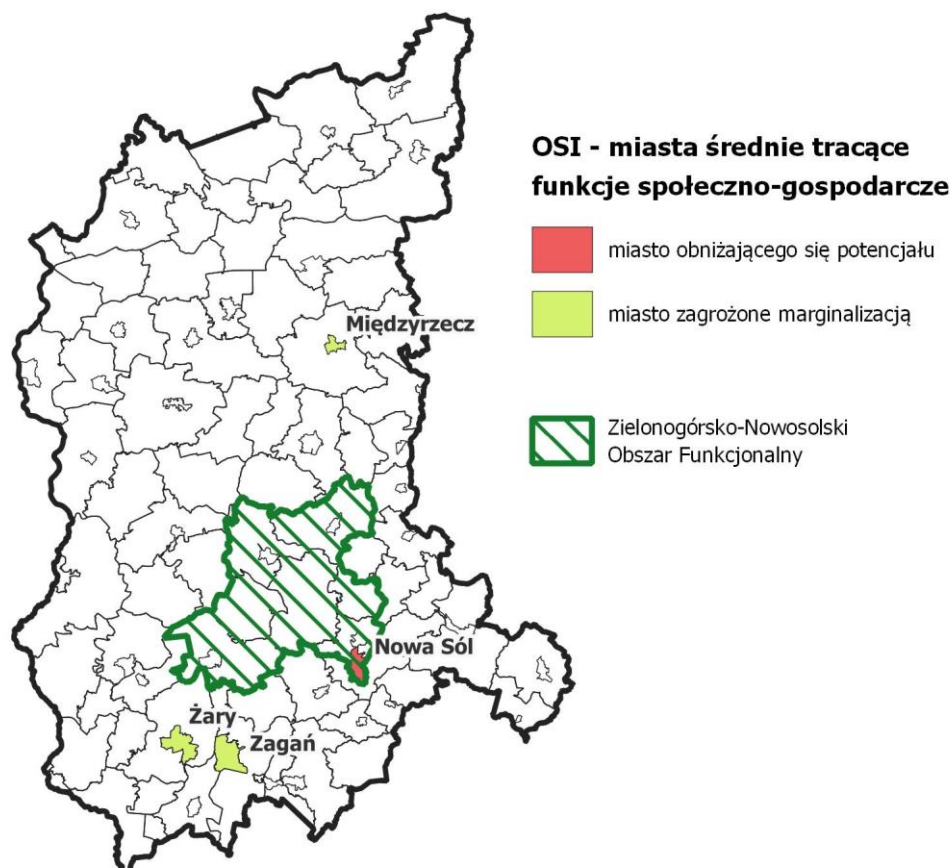 OSI - miasta średnie tracące
funkcje społeczno-gospodarcze
miasto obniżającego się potencjału
miasto zagrożone marginalizacją
Zielonogórsko-Nowosolski
Obszar Funkcjonalny
Międzyrzecz
Nowa Sól
Żary
Zagań